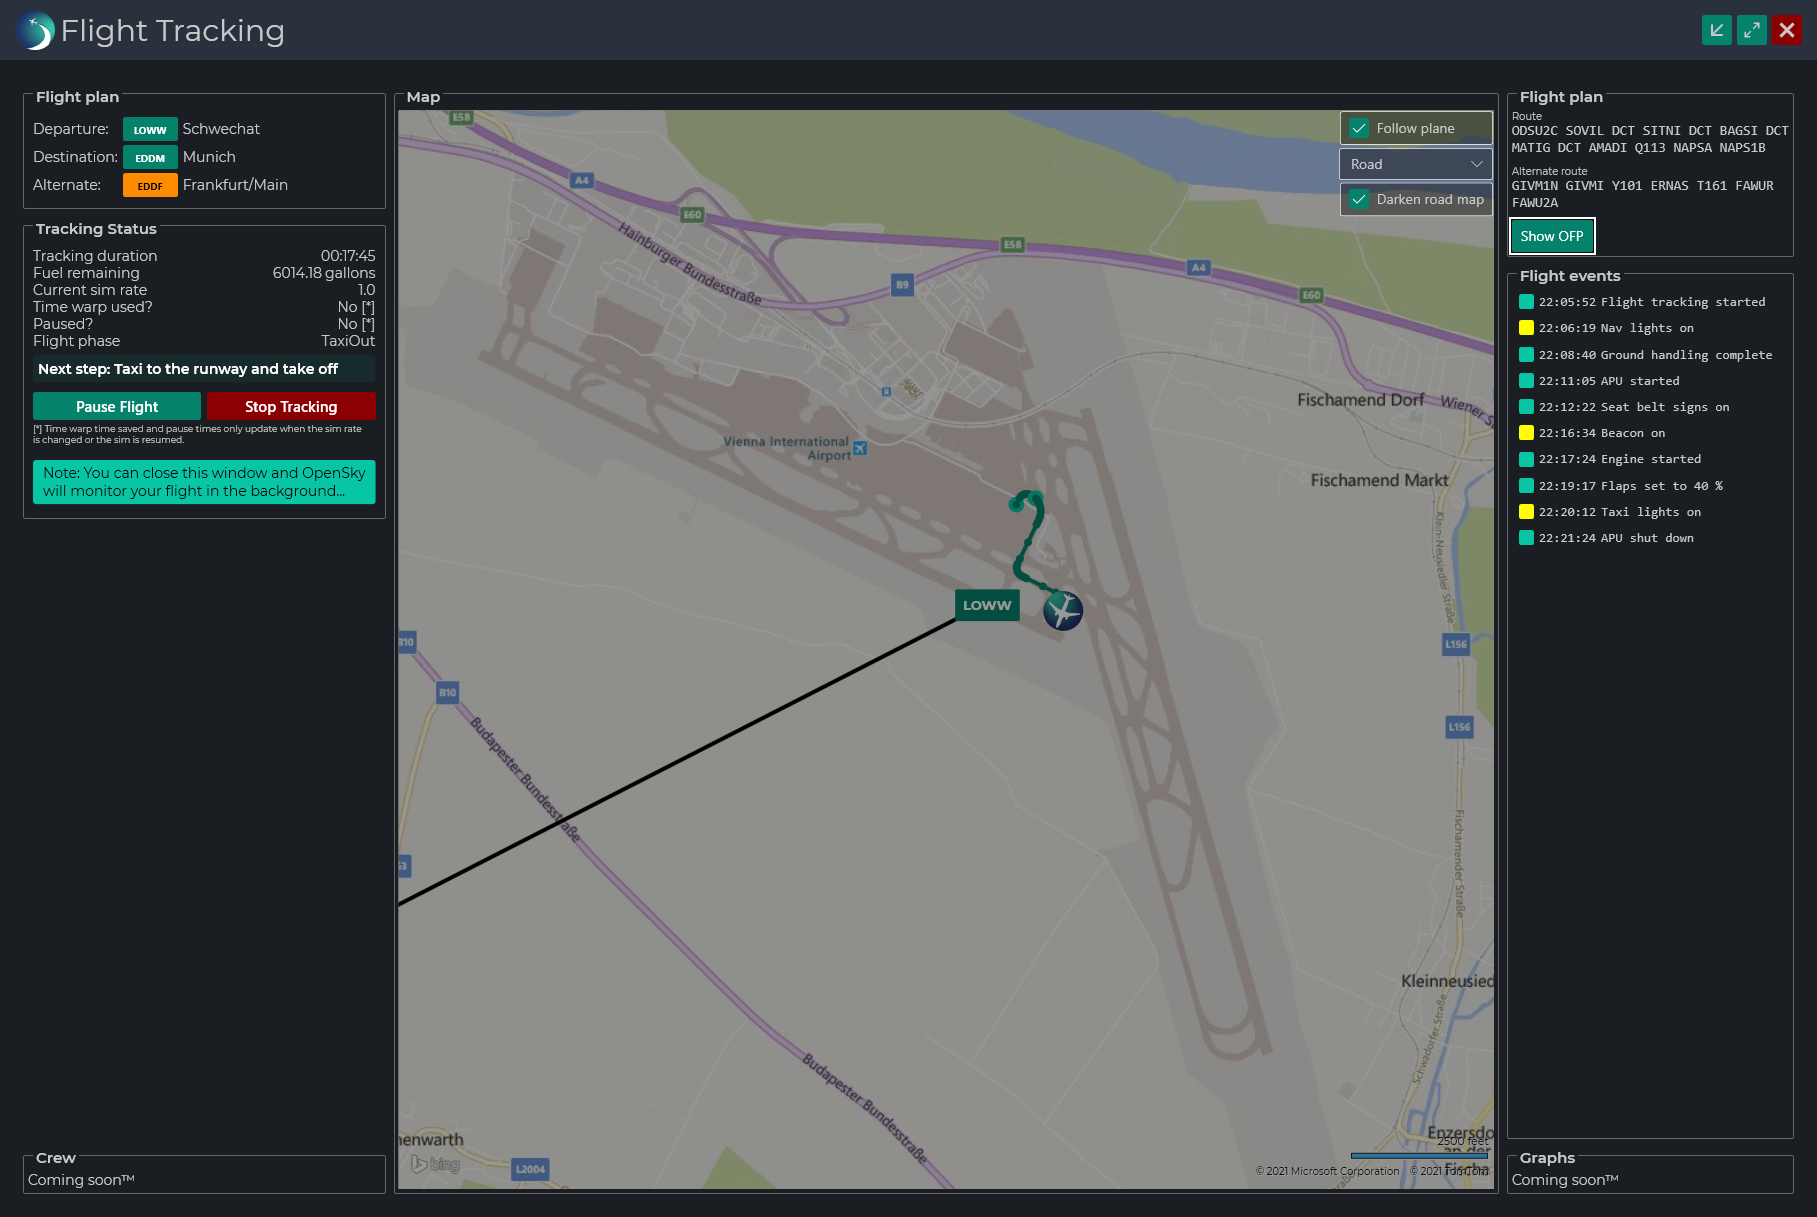 Flight Tracking
Flight plan
Departure: LOWW Schwechat
Destination: EDDM Munich
Alternate: EDDF Frankfurt/Main
Tracking Status
Tracking duration 00:17:45
Fuel remaining 6014.18 gallons
Current sim rate 1.0
Time warp used? No [*]
Paused? No [*]
Flight phase TaxiOut
Next step: Taxi to the runway and take off
Pause Flight Stop Tracking
[*] Time warp time saved and pause times only update when the sim rate
is changed or the sim is resumed.
Note: You can close this window and OpenSky
will monitor your flight in the background...
Crew
Coming soon™
Map
Follow plane
Road
Darken road map
E58
A4
E60
Hainburger Bundesstraße
E58
A4
B9
E60
Fischamend Dorf
Wiener S
Vienna International
Airport
Fischamend Markt
Klein-Neusiedler Straße
LOWW
B10
L156
B10
L156
Budapester Bundesstraße
Fischamender Straße
Kleinneusied
Schwadorfer Straße
Budapester Bundesstraße
Enzersdo
an der
Fischa
henwarth
bing
L2004
2500 feet
© 2021 Microsoft Corporation © 2021 TomTom
Flight plan
Route
ODSU2C SOVIL DCT SITNI DCT BAGSI DCT
MATIG DCT AMADI Q113 NAPSA NAPS1B
Alternate route
GIVM1N GIVMI Y101 ERNAS T161 FAWUR
FAWU2A
Show OFP
Flight events
22:05:52 Flight tracking started
22:06:19 Nav lights on
22:08:40 Ground handling complete
22:11:05 APU started
22:12:22 Seat belt signs on
22:16:34 Beacon on
22:17:24 Engine started
22:19:17 Flaps set to 40 %
22:20:12 Taxi lights on
22:21:24 APU shut down
Graphs
Coming soon™